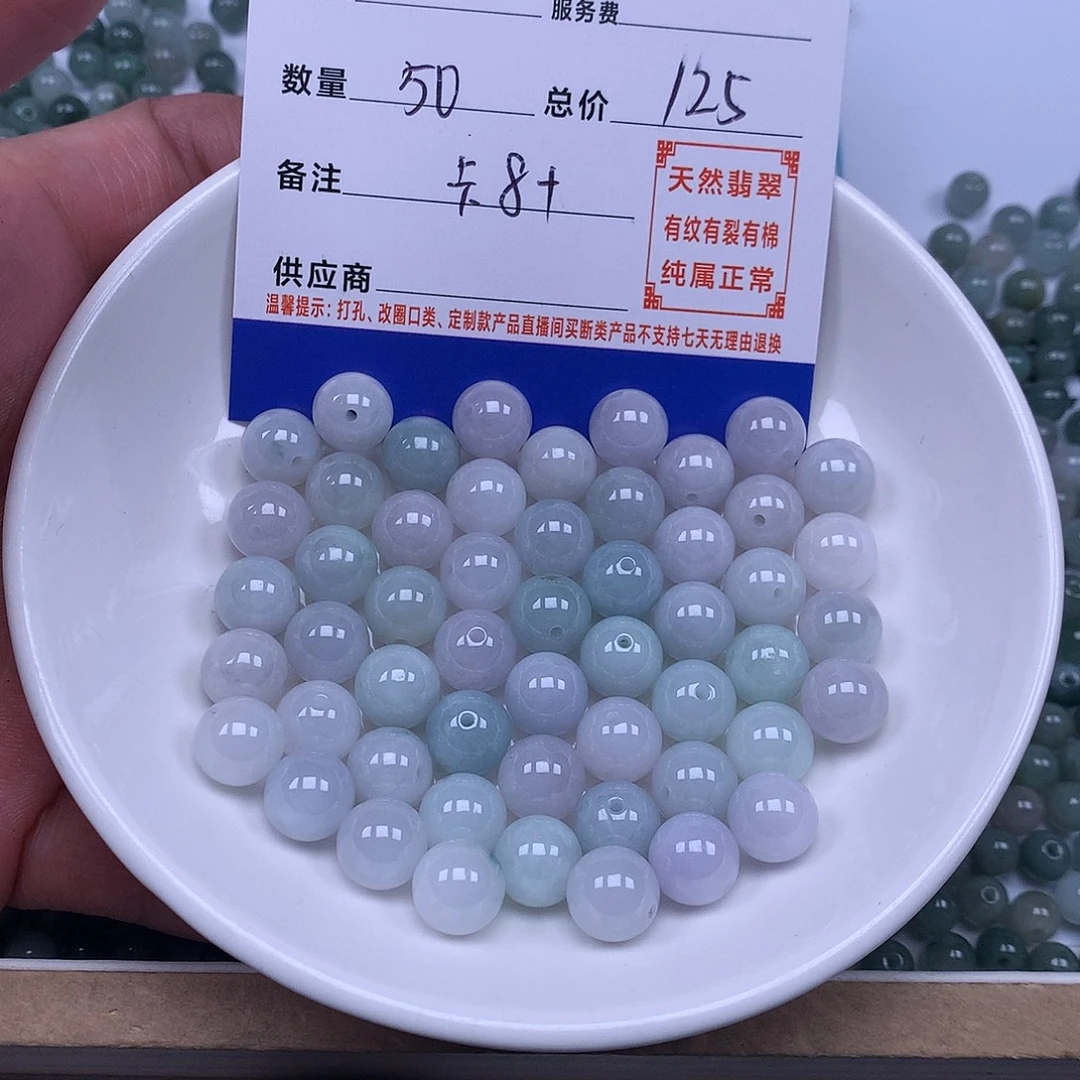 服务费
数量 50 总价 125
备注 卡8+
天然翡翠
有纹有裂有棉
纯属正常
供应商
温馨提示：打孔、改圈口类、定制款产品直播间买断类产品不支持七天无理由退换